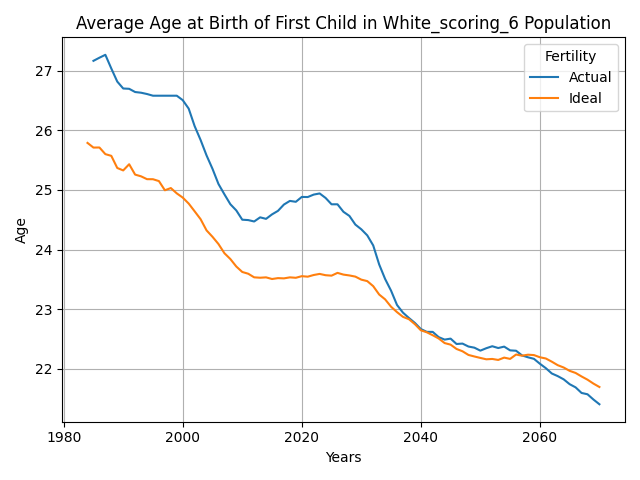 Average Age at Birth of First Child in White_scoring_6 Population
Fertility
Actual
Ideal
Age
27
26
25
24
23
22
1980
2000
2020
2040
2060
Years